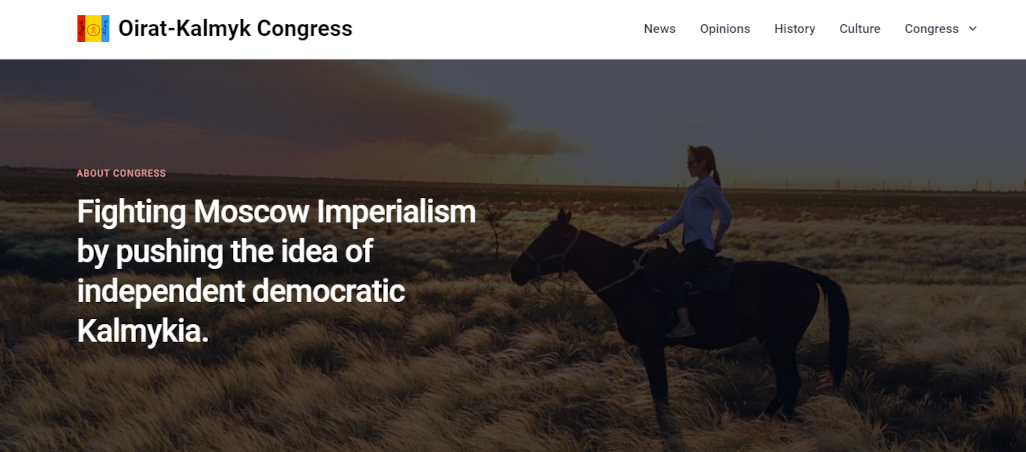 Oirat-Kalmyk Congress
News Opinions History Culture Congress
ABOUT CONGRESS
Fighting Moscow Imperialism
by pushing the idea of
independent democratic
Kalmykia.